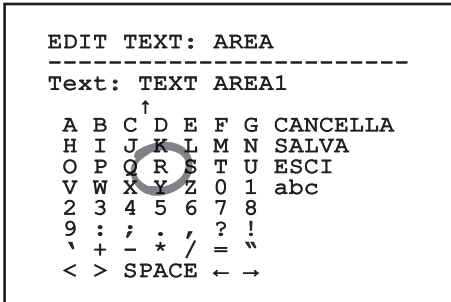 EDIT TEXT: AREA
------------------------
Text: TEXT AREA1
↑
A B C D E F G CANCELLA
H I J K L M N SALVA
O P Q R S T U ESCI
V W X Y Z 0 1 abc
2 3 4 5 6 7 8
9 : ; . , ? !
‵ + - * / = ‶
< > SPACE ← →